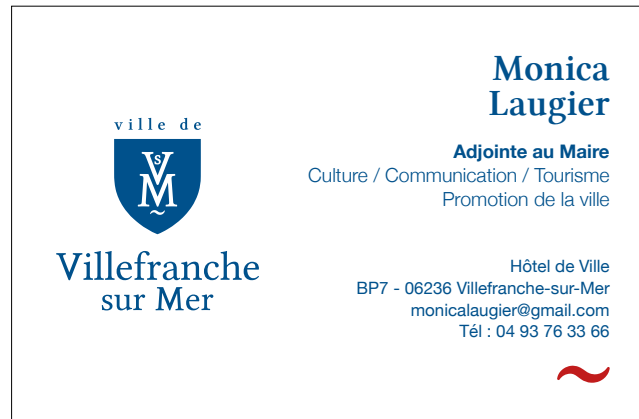 ville de
VSM
Villefranche
sur Mer
Monica
Laugier
Adjointe au Maire
Culture / Communication / Tourisme
Promotion de la ville
Hôtel de Ville
BP7 - 06236 Villefranche-sur-Mer
monicalaugier@gmail.com
Tél : 04 93 76 33 66